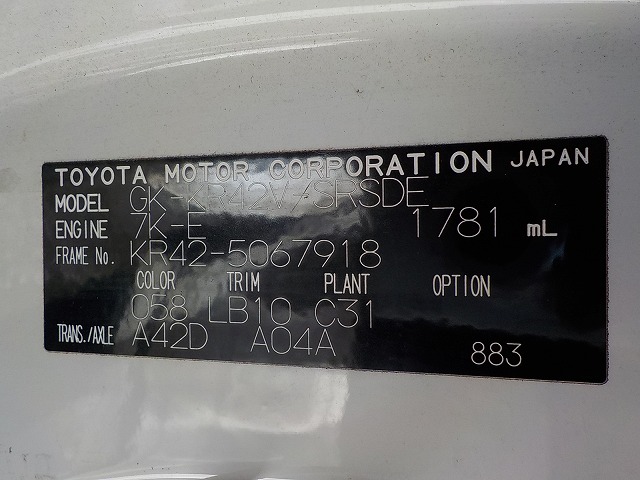 TOYOTA MOTOR CORPORATION JAPAN
MODEL GK-KR42V-SRSDE
ENGINE 7K-E 1781 mL
FRAME No. KR42-5067918
COLOR TRIM PLANT OPTION
058 LB10 C31
TRANS./AXLE A42D A04A
883